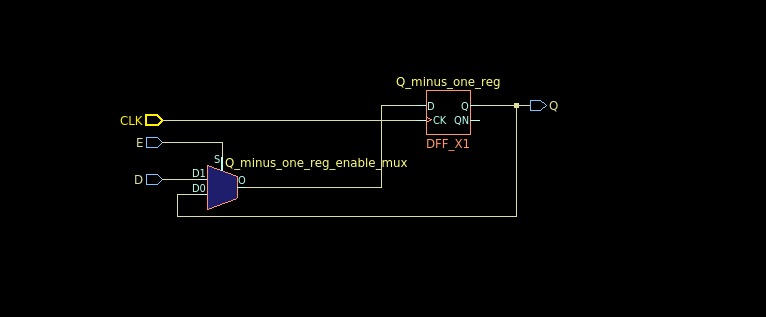 Q_minus_one_reg
D
Q
Q
CLK
CK
QN
E
DFF_X1
S
Q_minus_one_reg_enable_mux
D1
D
O
D0